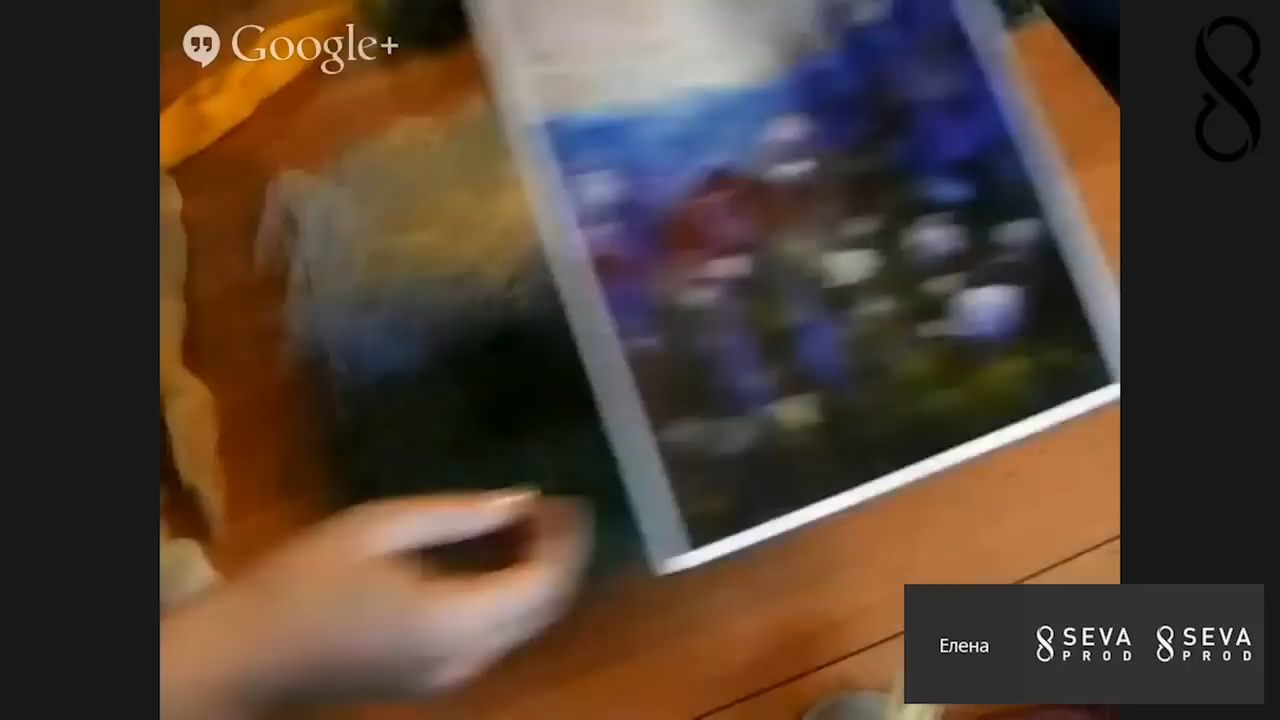 Google+
Елена
SEVA
PROD
SEVA
PROD